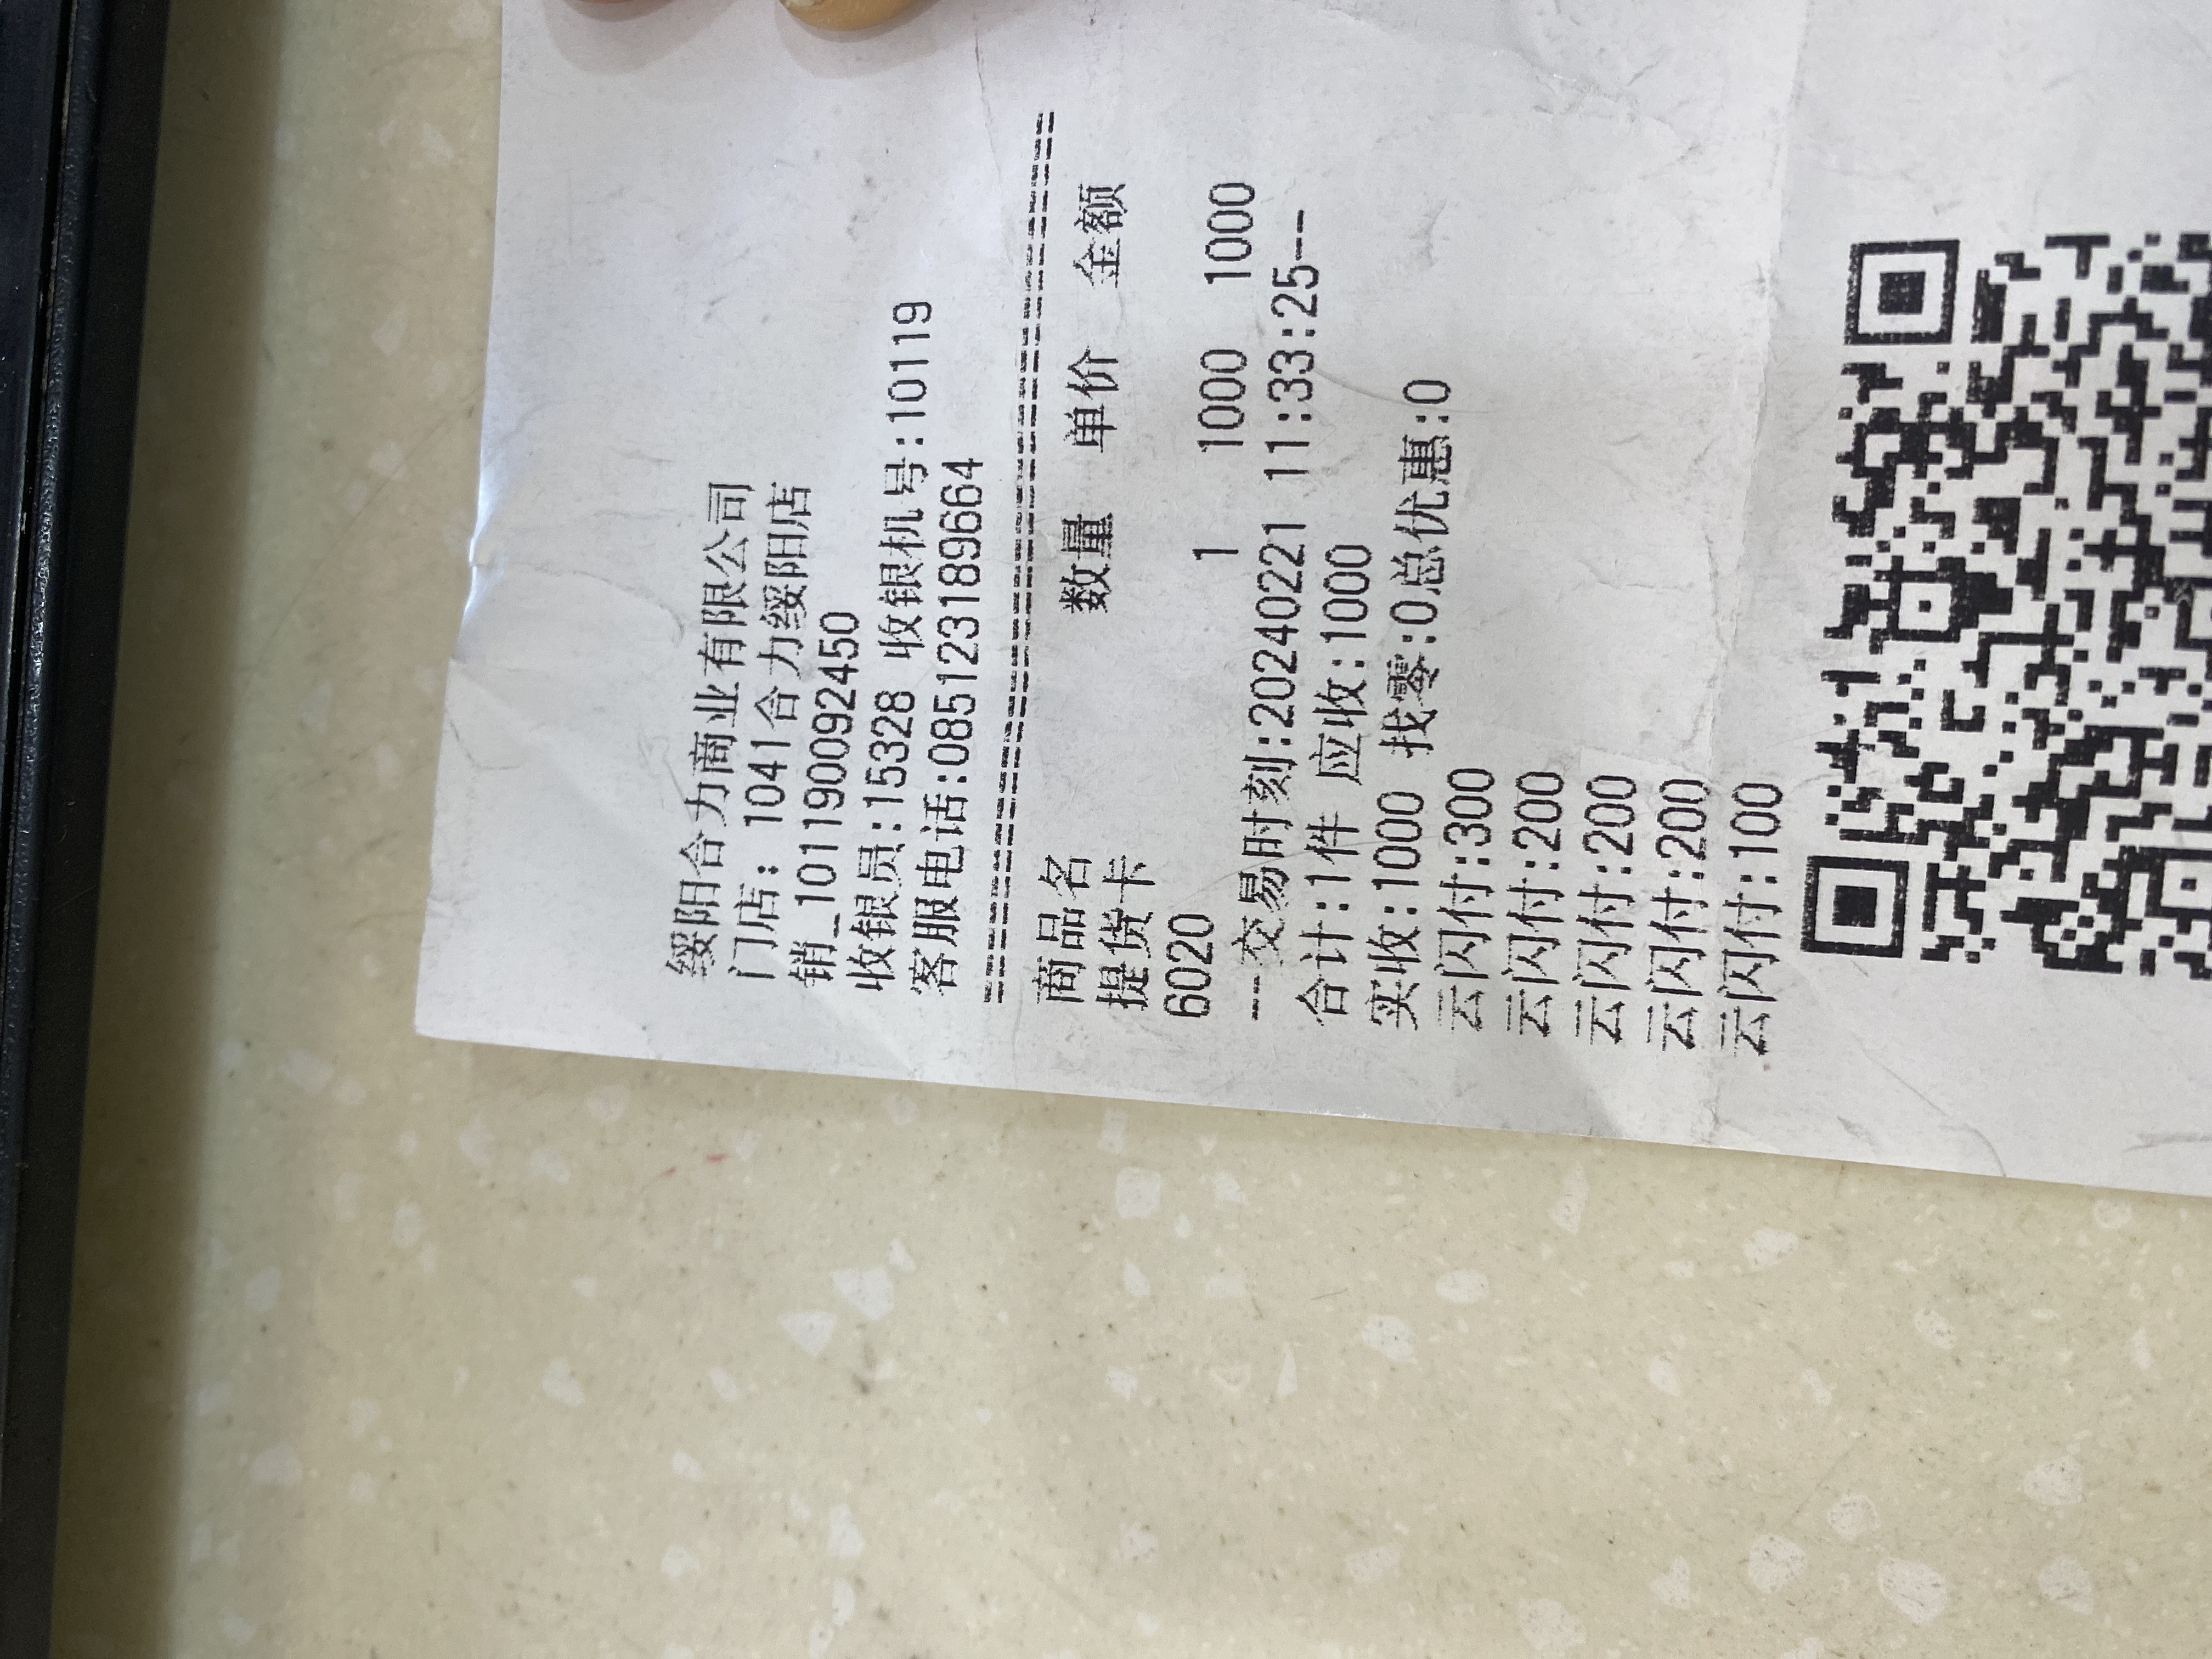 绥阳合力商业有限公司
门店: 1041合力绥阳店
销_101190092450
收银员:15328 收银机号:10119
客服电话:085123189664
================================
商品名 数量 单价 金额
提货卡
6020 1 1000 1000
--交易时刻:20240221 11:33:25--
合计:1件 应收:1000
实收:1000 找零:0总优惠:0
云闪付:300
云闪付:200
云闪付:200
云闪付:200
云闪付:100